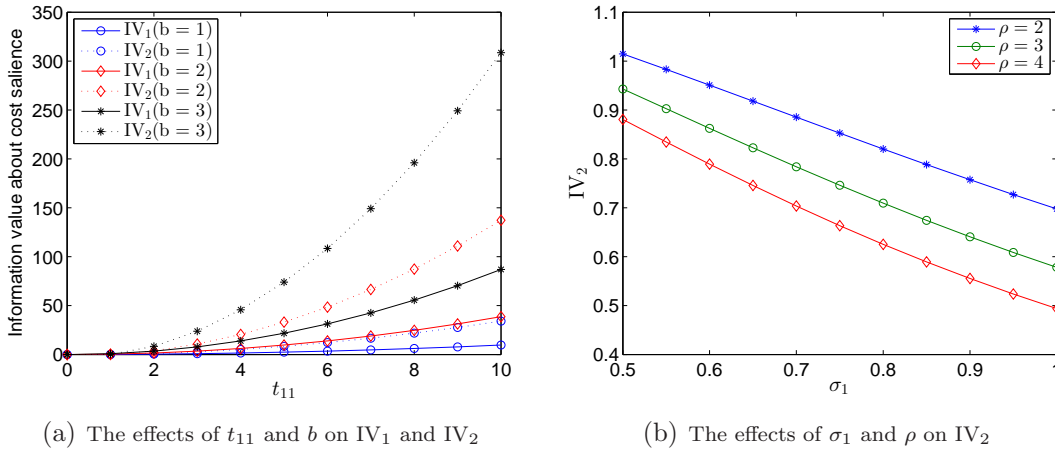 350
300
250
200
150
100
50
0
0 2 4 6 8 10
Information value about cost salience
t₁₁
IV₁(b = 1)
IV₂(b = 1)
IV₁(b = 2)
IV₂(b = 2)
IV₁(b = 3)
IV₂(b = 3)
(a) The effects of t₁₁ and b on IV₁ and IV₂
1.1
1
0.9
0.8
0.7
0.6
0.5
0.4
0.5 0.6 0.7 0.8 0.9 1
IV₂
σ₁
ρ = 2
ρ = 3
ρ = 4
(b) The effects of σ₁ and ρ on IV₂